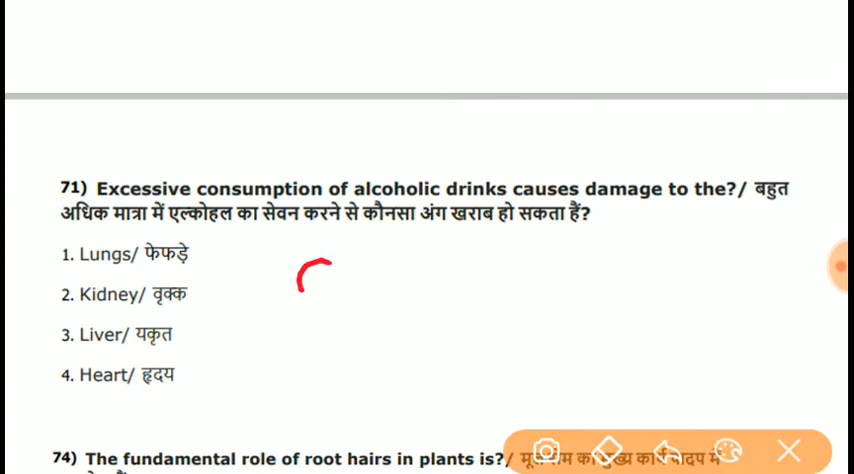 71) Excessive consumption of alcoholic drinks causes damage to the?/ बहुत
अधिक मात्रा में एल्कोहल का सेवन करने से कौनसा अंग खराब हो सकता हैं?
1. Lungs/ फेफड़े
2. Kidney/ वृक्क
3. Liver/ यकृत
4. Heart/ हृदय
74) The fundamental role of root hairs in plants is?/ का कार्य में